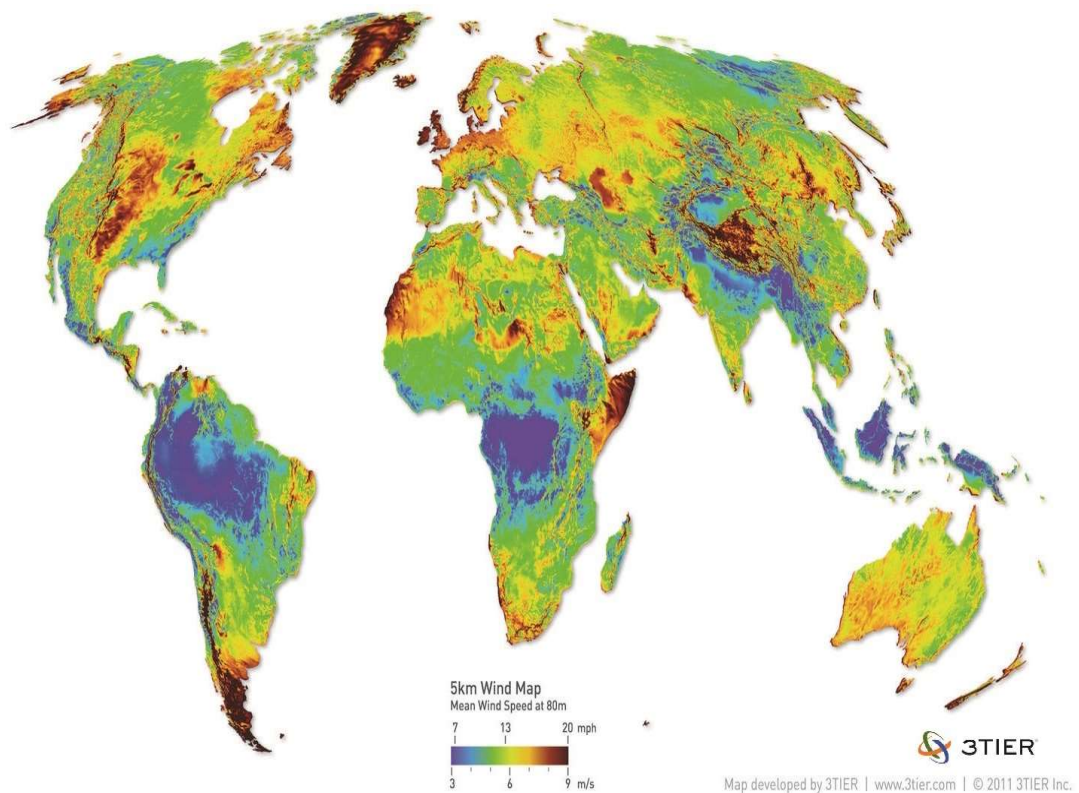 5km Wind Map
Mean Wind Speed at 80m
7 13 20 mph
3 6 9 m/s
3TIER
Map developed by 3TIER | www.3tier.com | © 2011 3TIER Inc.